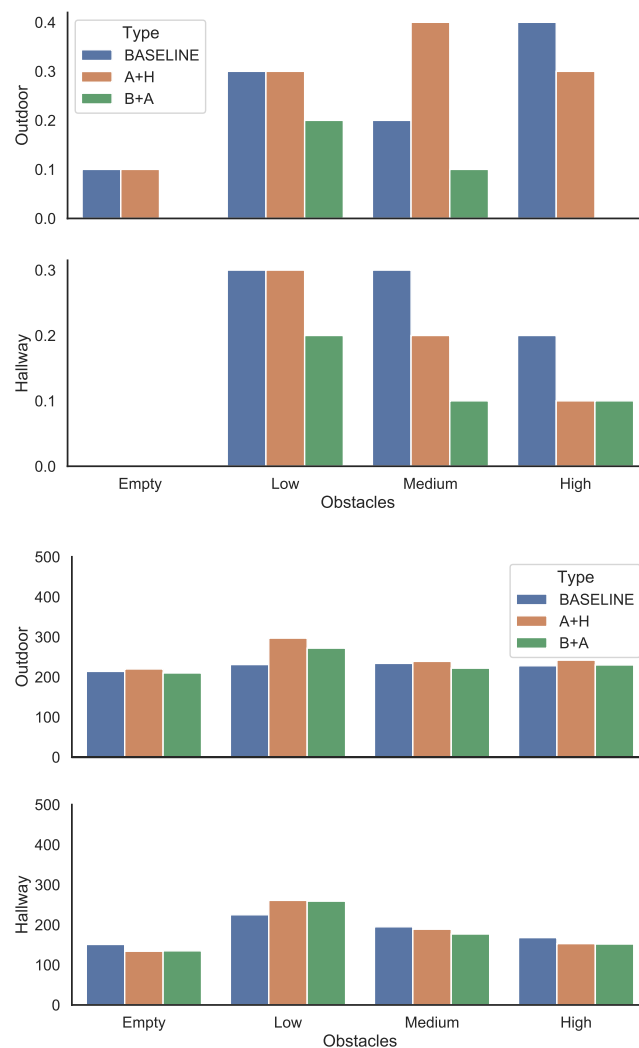 0.4
Type
BASELINE
0.3
A+H
B+A
Outdoor
0.2
0.1
0.0
0.3
0.2
Hallway
0.1
0.0
Empty Low Medium High
Obstacles
500
Type
400
BASELINE
A+H
300
B+A
Outdoor
200
100
0
500
400
300
Hallway
200
100
0
Empty Low Medium High
Obstacles